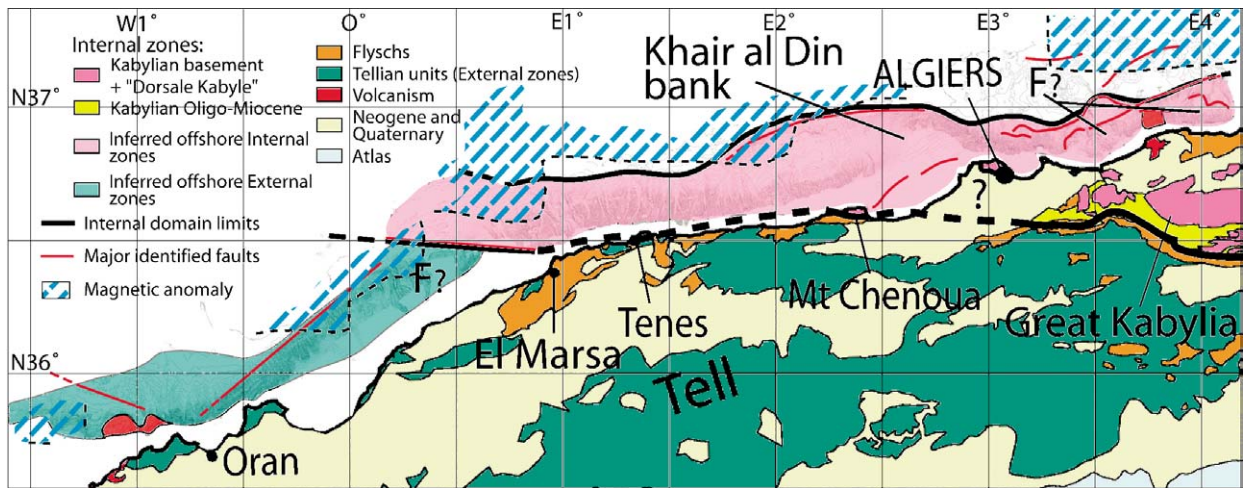 W1° O° E1° E2° E3° E4°
Internal zones:
Kabylian basement
+ "Dorsale Kabyle"
Kabylian Oligo-Miocene
Inferred offshore Internal
zones
Inferred offshore External
zones
Internal domain limits
Major identified faults
Magnetic anomaly
Flyschs
Tellian units (External zones)
Volcanism
Neogene and
Quaternary
Atlas
Khair al Din
bank
ALGIERS
F?
N37°
?
F?
Mt Chenoua
Tenes
Great Kabylia
El Marsa
N36°
Tell
Oran